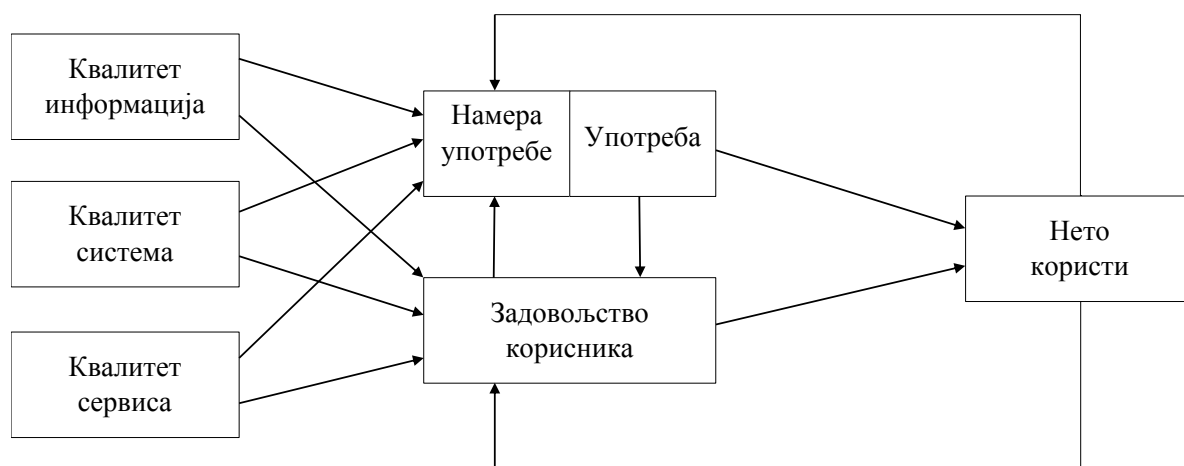 Квалитет
информација
Намера
употребе
Употреба
Квалитет
система
Нето
користи
Задовољство
корисника
Квалитет
сервиса